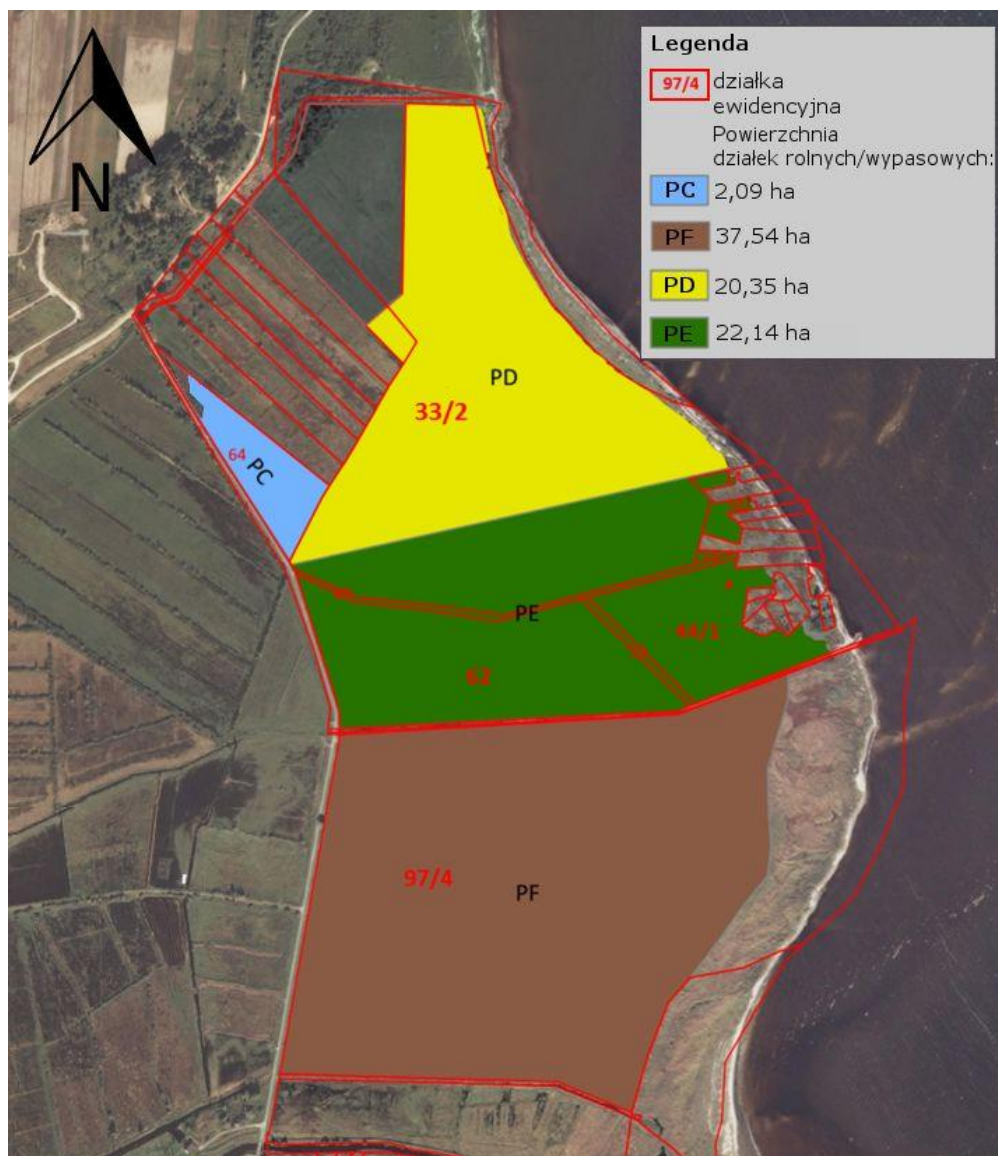 N
Legenda
97/4 działka
ewidencyjna
Powierzchnia
działek rolnych/wypasowych:
PC 2,09 ha
PF 37,54 ha
PD 20,35 ha
PE 22,14 ha
PD
33/2
64
PC
PE
44/1
62
97/4
PF